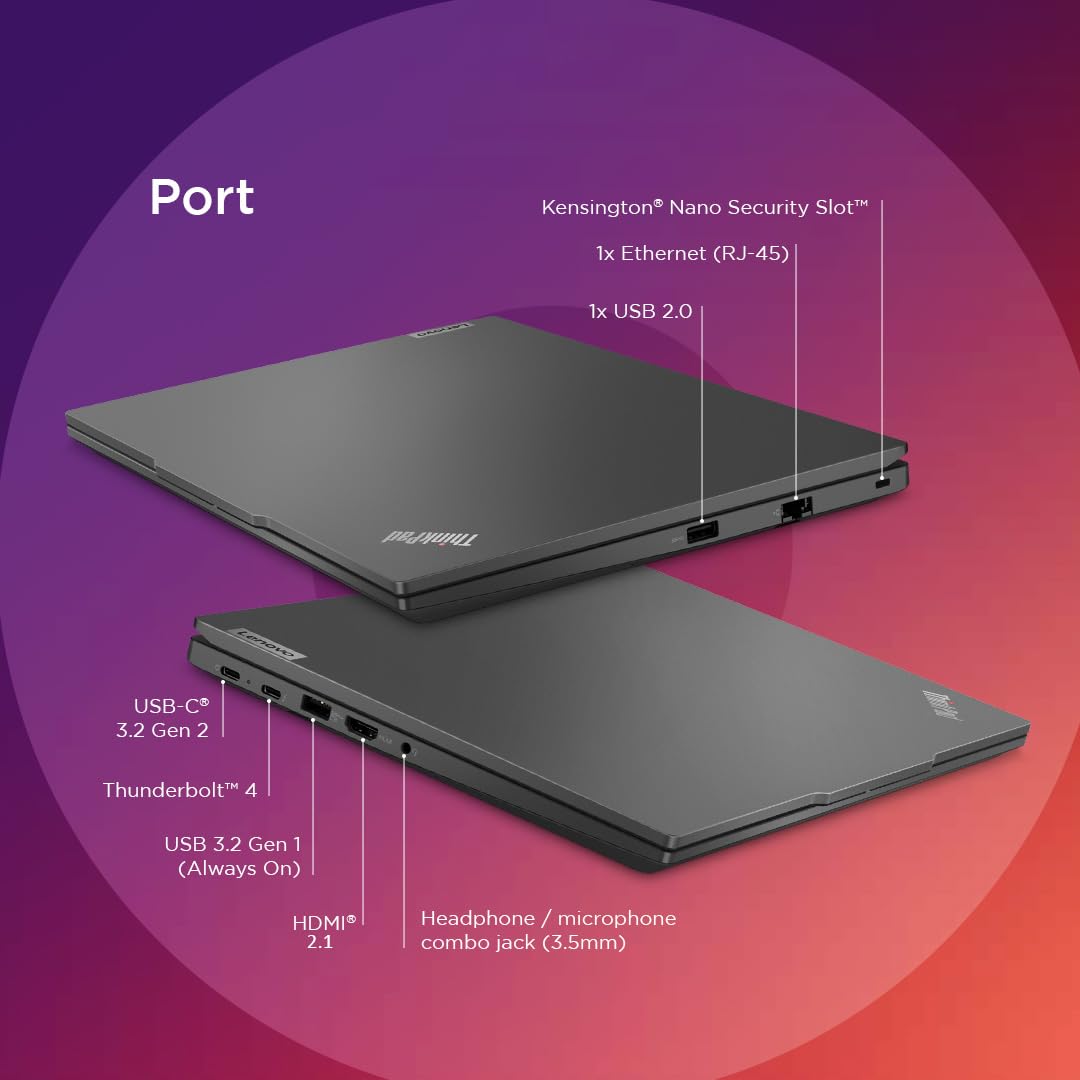 Port
Kensington® Nano Security Slot™
1x Ethernet (RJ-45)
1x USB 2.0
Lenovo
ThinkPad
Lenovo
ThinkPad
USB-C®
3.2 Gen 2
Thunderbolt™ 4
USB 3.2 Gen 1
(Always On)
HDMI®
2.1
Headphone / microphone
combo jack (3.5mm)